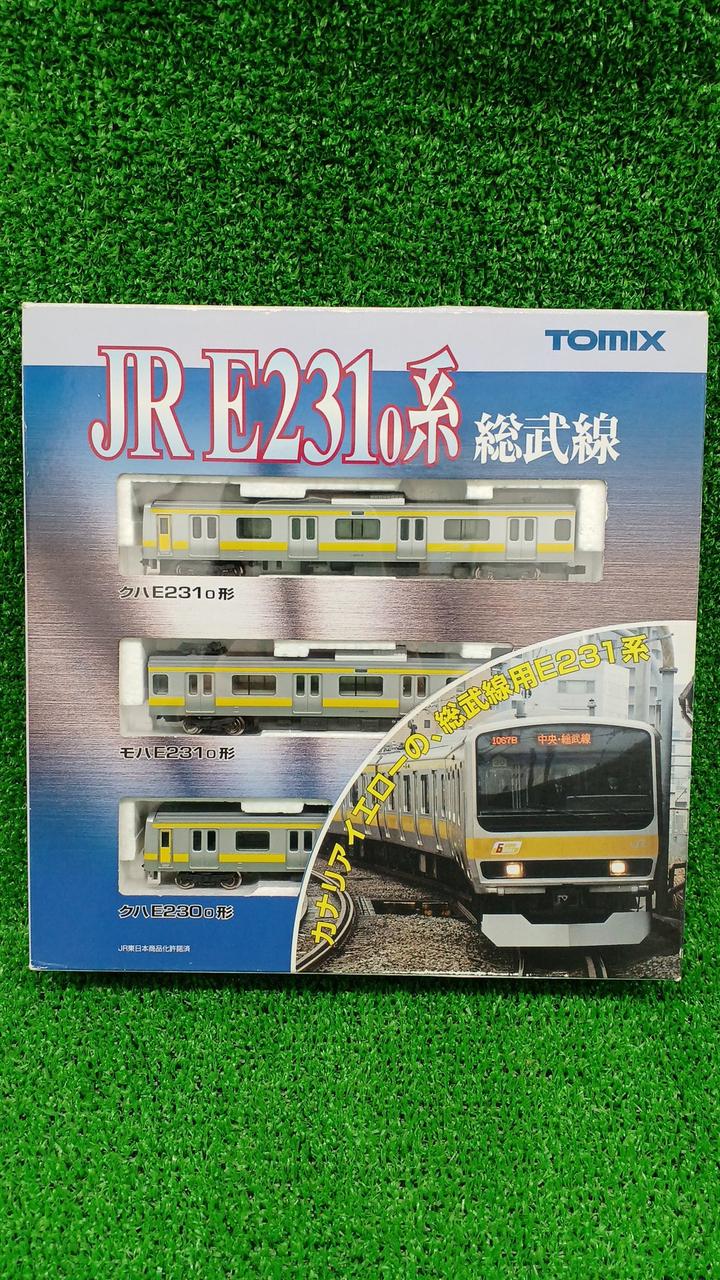 TOMIX
JR E231₀系 総武線
クハE231₀形
モハE231₀形
クハE230₀形
カナリアイエローの、総武線用E231系
1067B 中央・総武線
JR東日本商品化許諾済